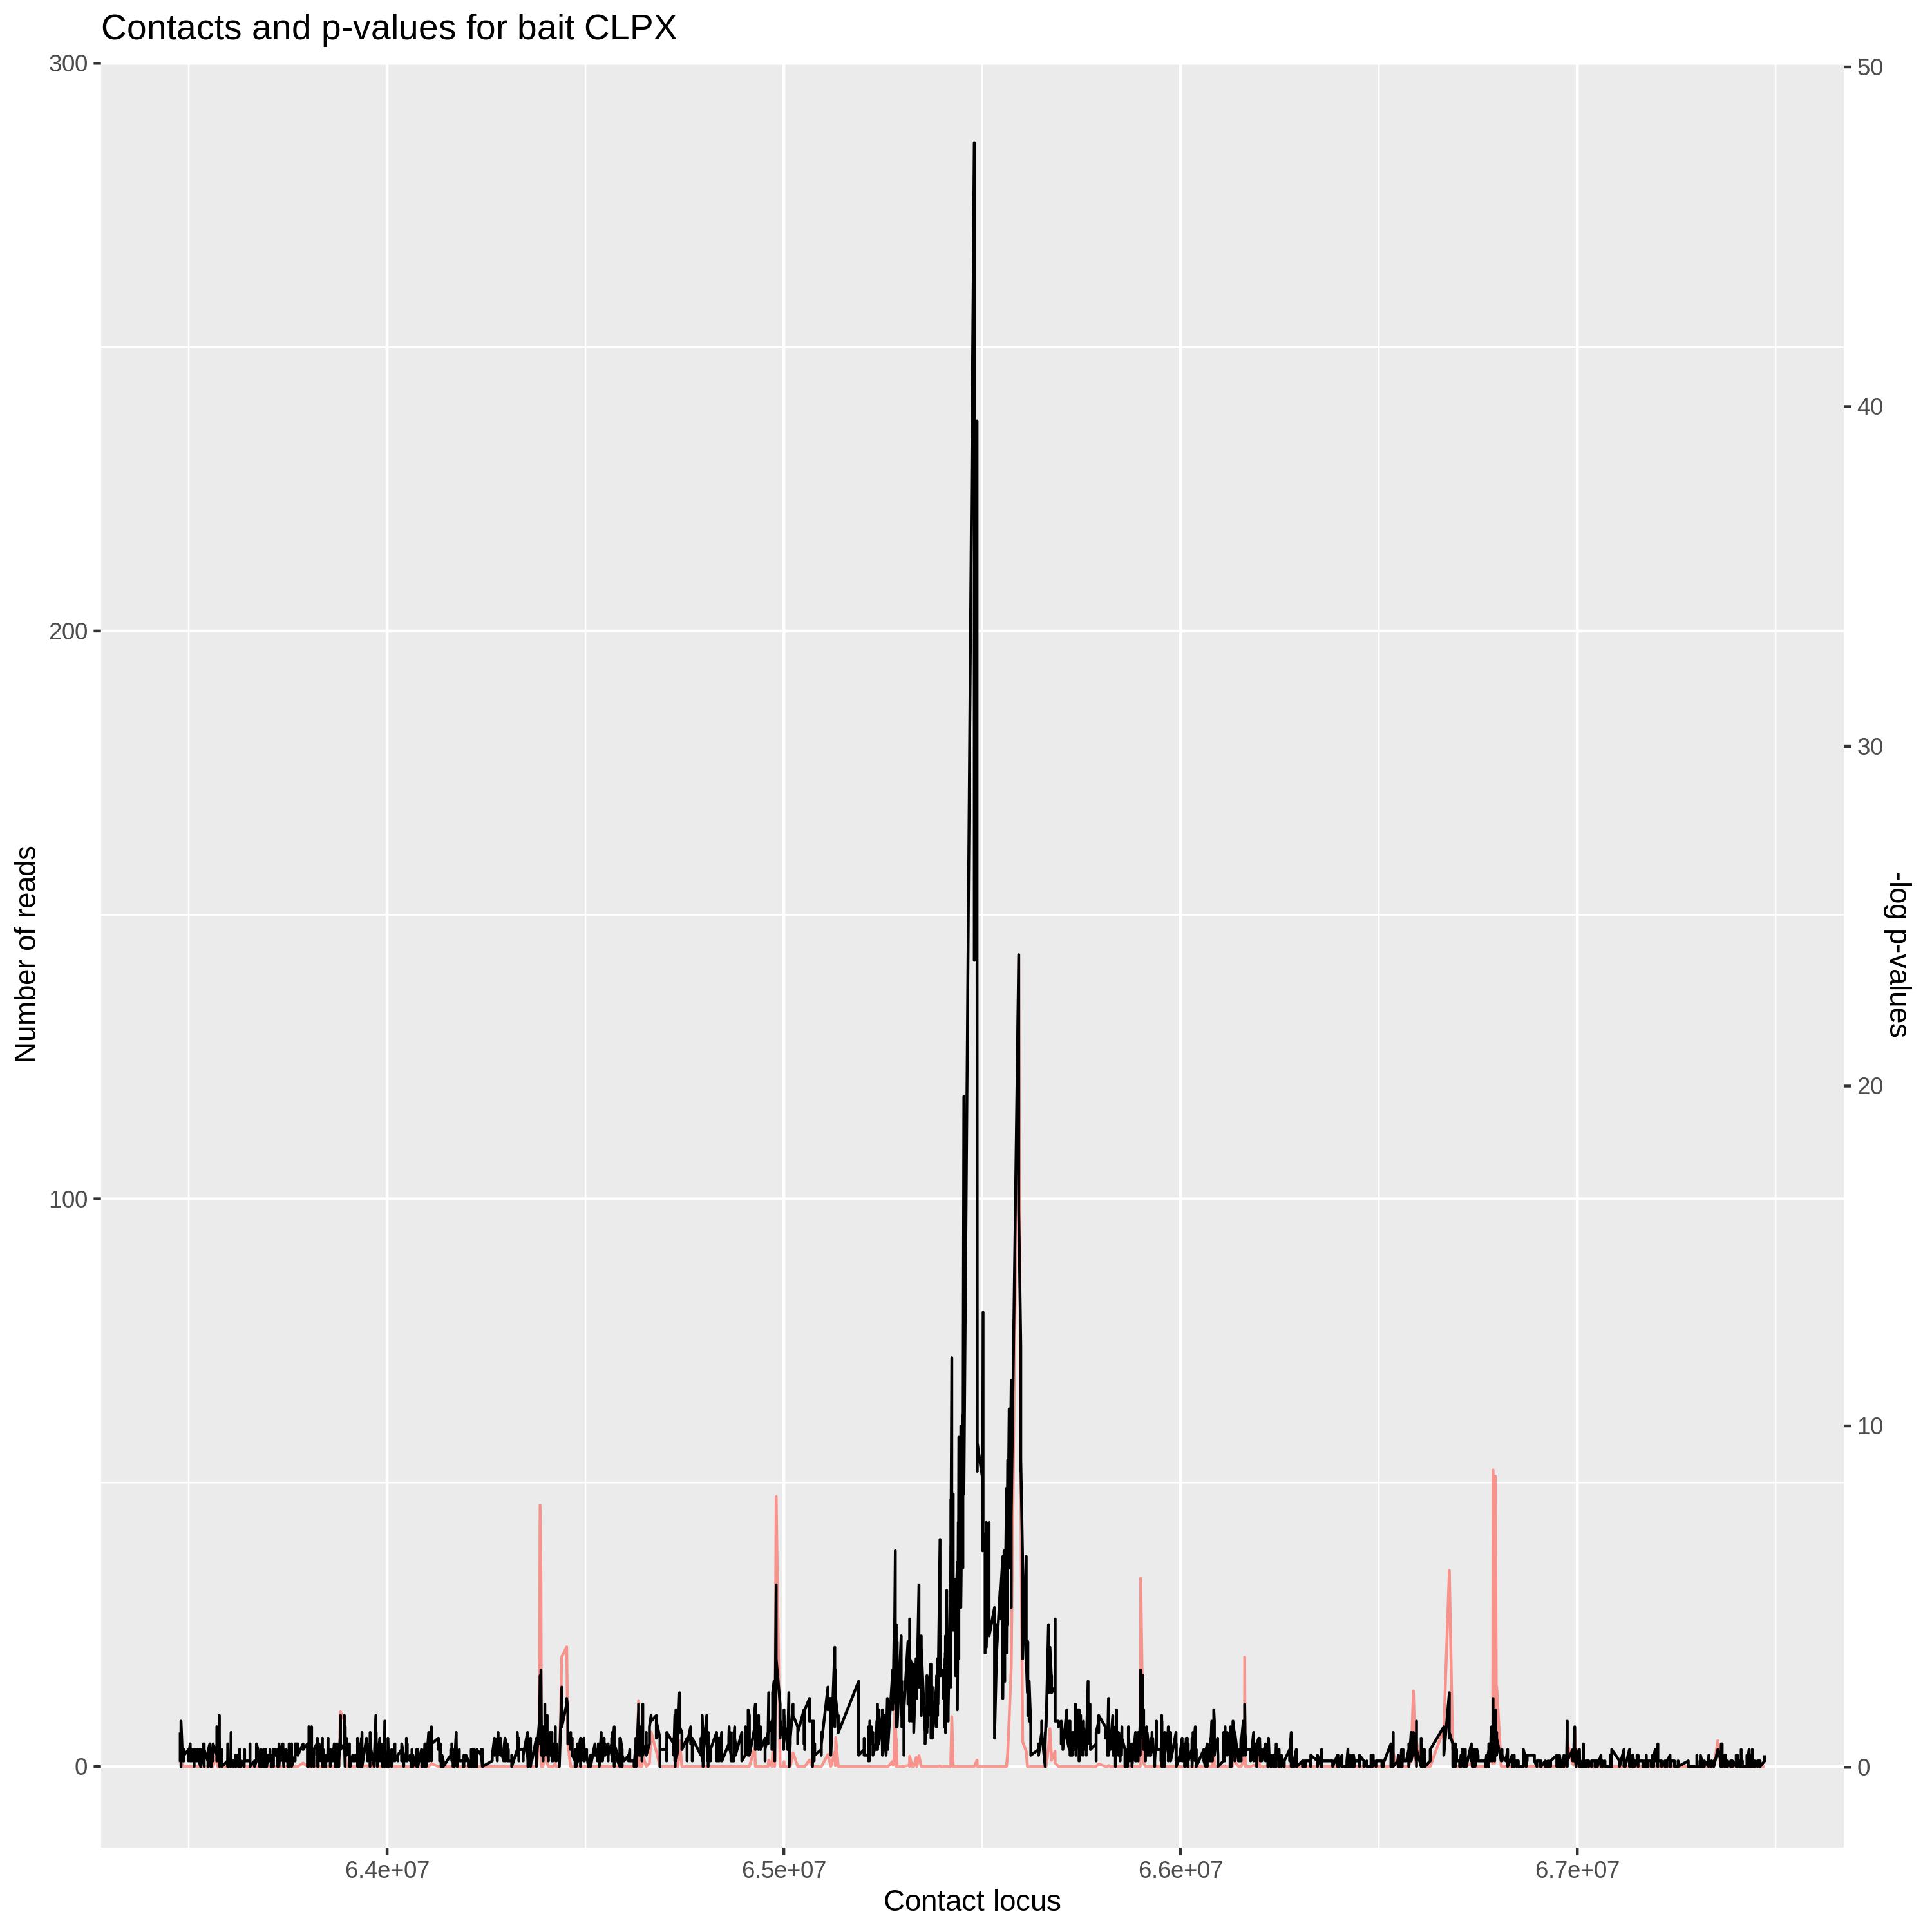 Contacts and p-values for bait CLPX
300
200
100
0
Number of reads
50
40
30
20
10
0
-log p-values
6.4e+07 6.5e+07 6.6e+07 6.7e+07
Contact locus